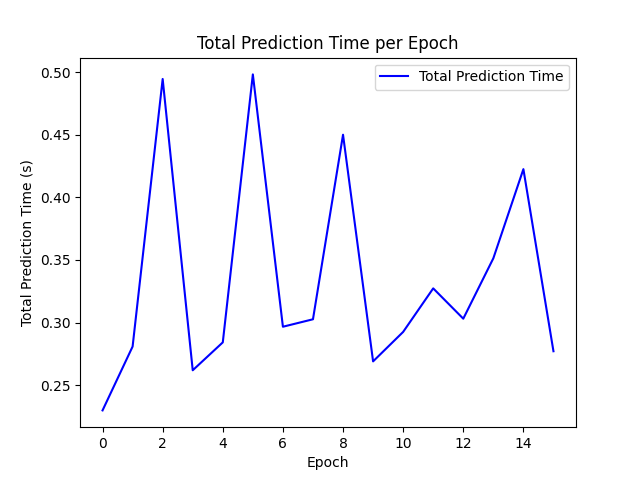 Total Prediction Time per Epoch
Total Prediction Time
0.50
0.45
0.40
0.35
0.30
0.25
Total Prediction Time (s)
0 2 4 6 8 10 12 14
Epoch